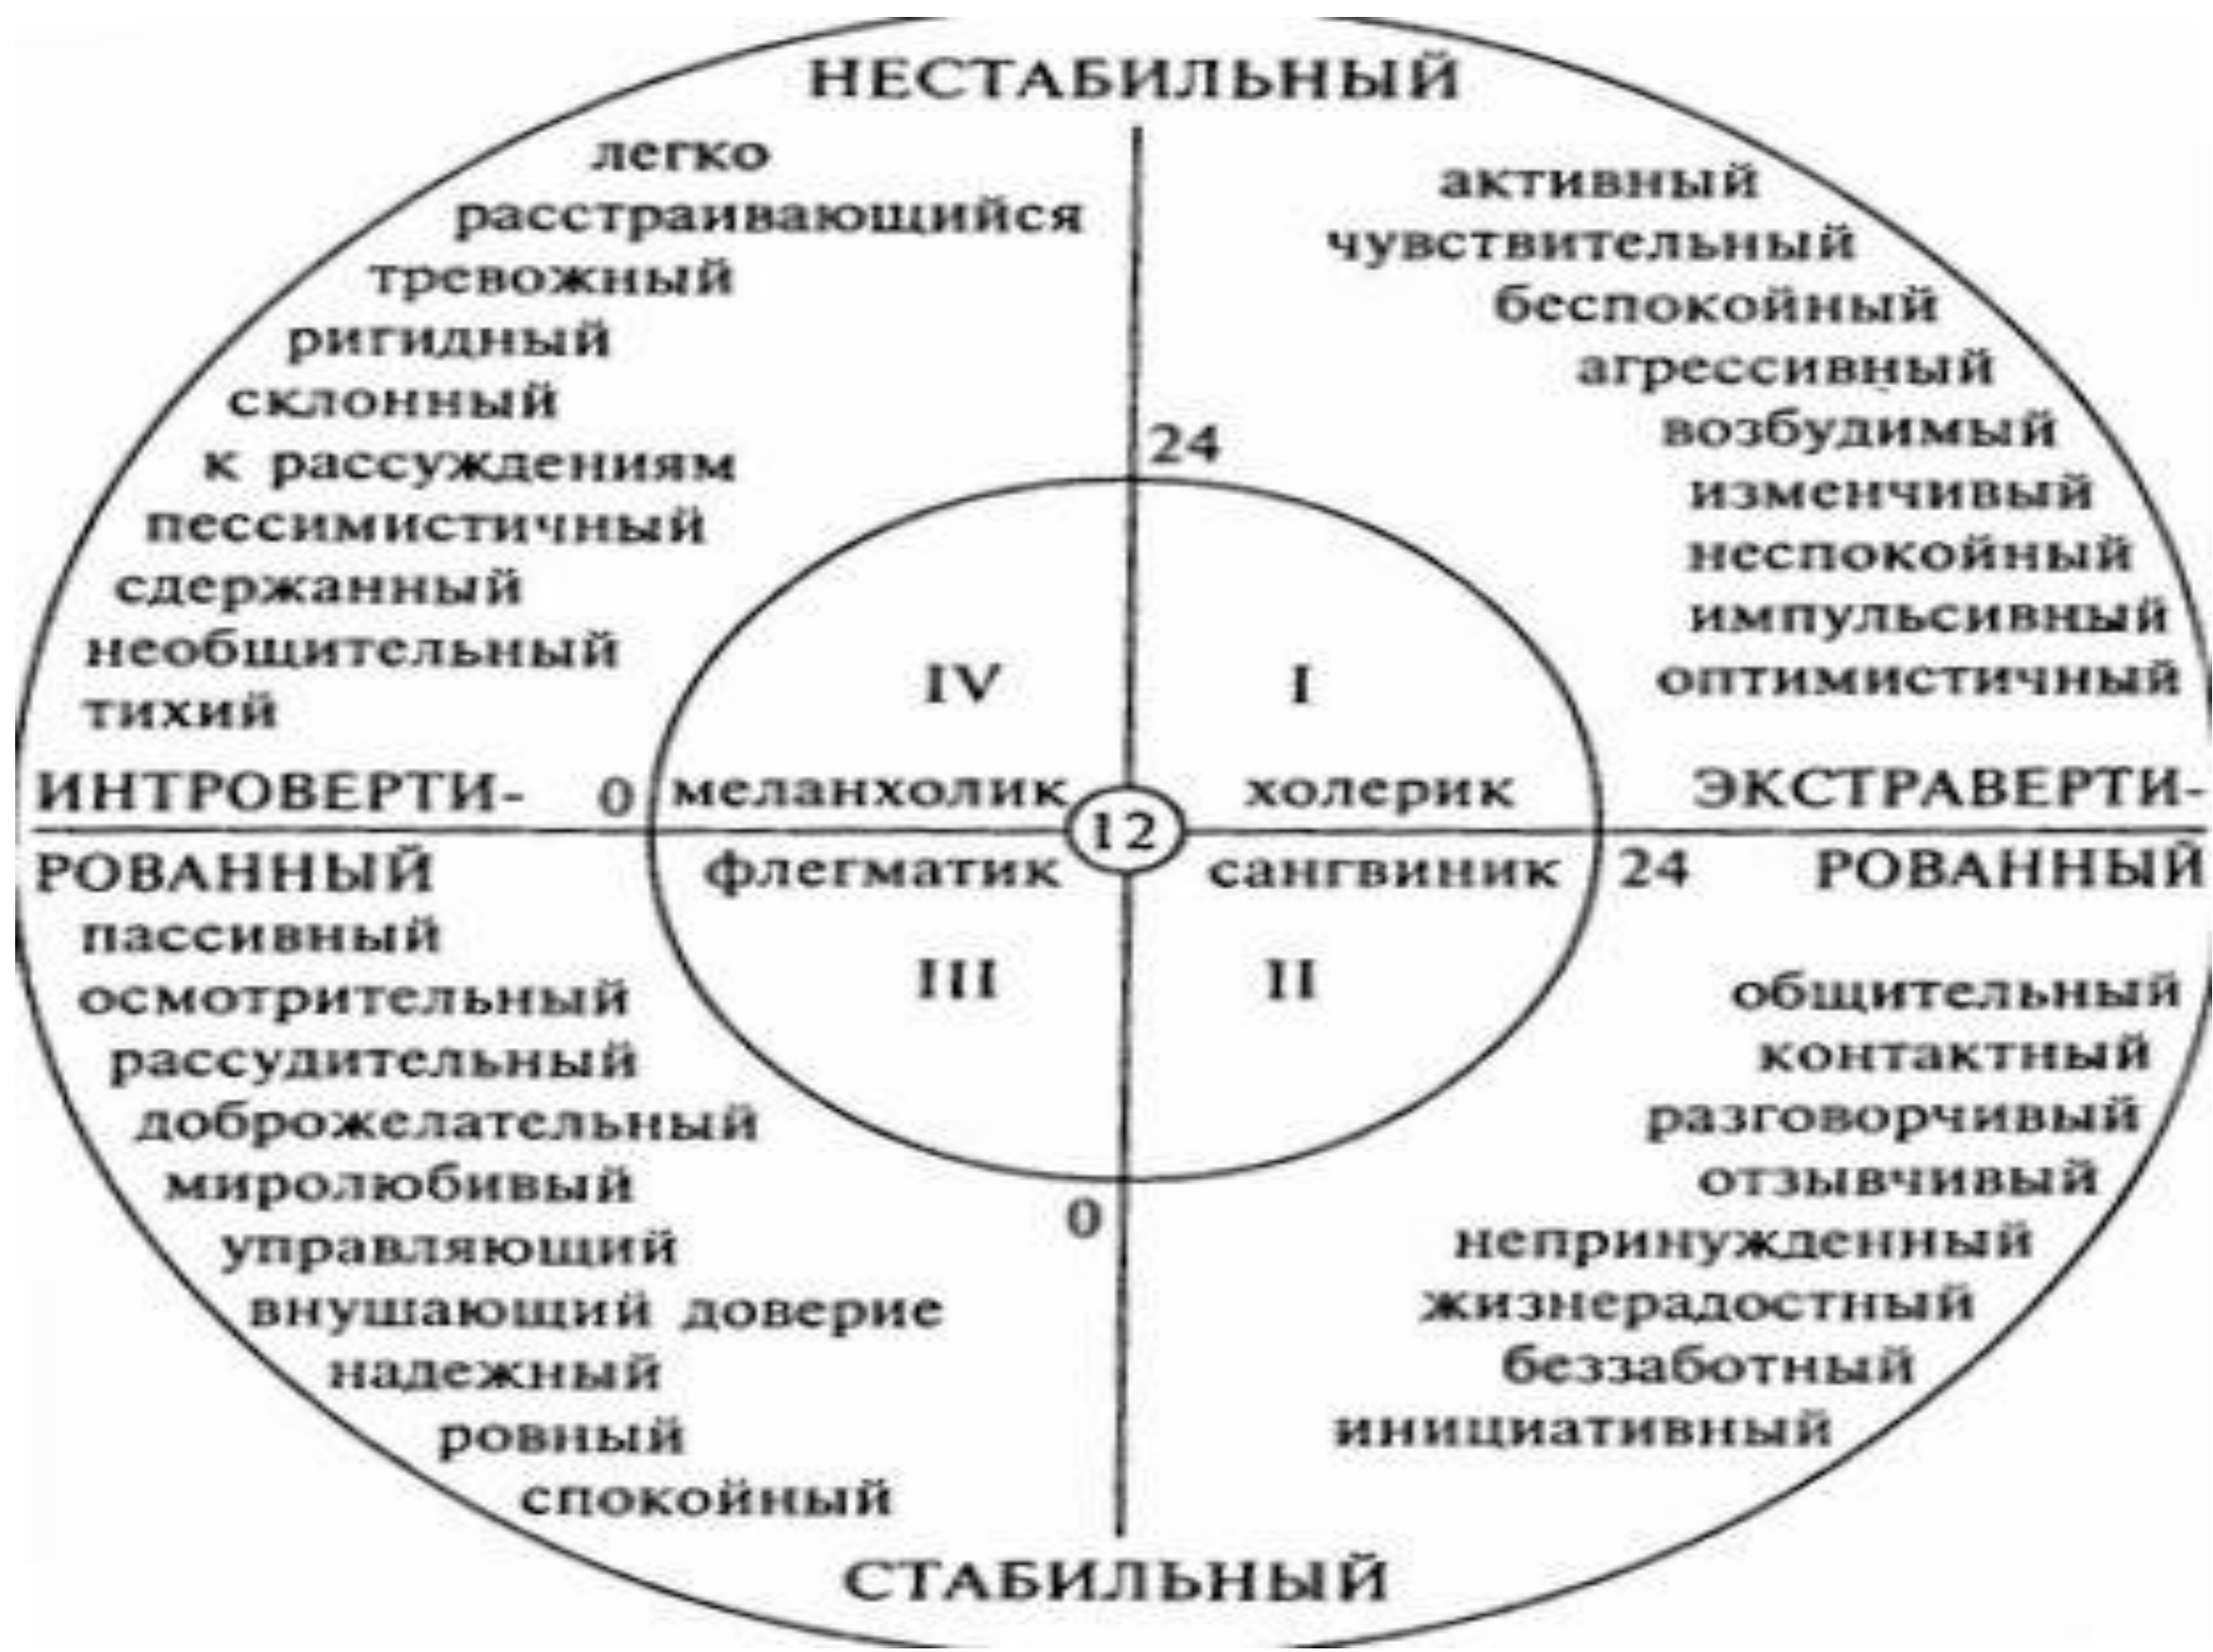 НЕСТАБИЛЬНЫЙ
легко
расстраивающийся
тревожный
ригидный
склонный
к рассуждениям
пессимистичный
сдержанный
необщительный
тихий
активный
чувствительный
беспокойный
агрессивный
возбудимый
изменчивый
неспокойный
импульсивный
оптимистичный
24
IV
I
ИНТРОВЕРТИ-
0
меланхолик
холерик
ЭКСТРАВЕРТИ-
12
РОВАННЫЙ
флегматик
сангвиник
24
РОВАННЫЙ
III
II
пассивный
осмотрительный
рассудительный
доброжелательный
миролюбивый
управляющий
внушающий доверие
надежный
ровный
спокойный
0
общительный
контактный
разговорчивый
отзывчивый
непринужденный
жизнерадостный
беззаботный
инициативный
СТАБИЛЬНЫЙ